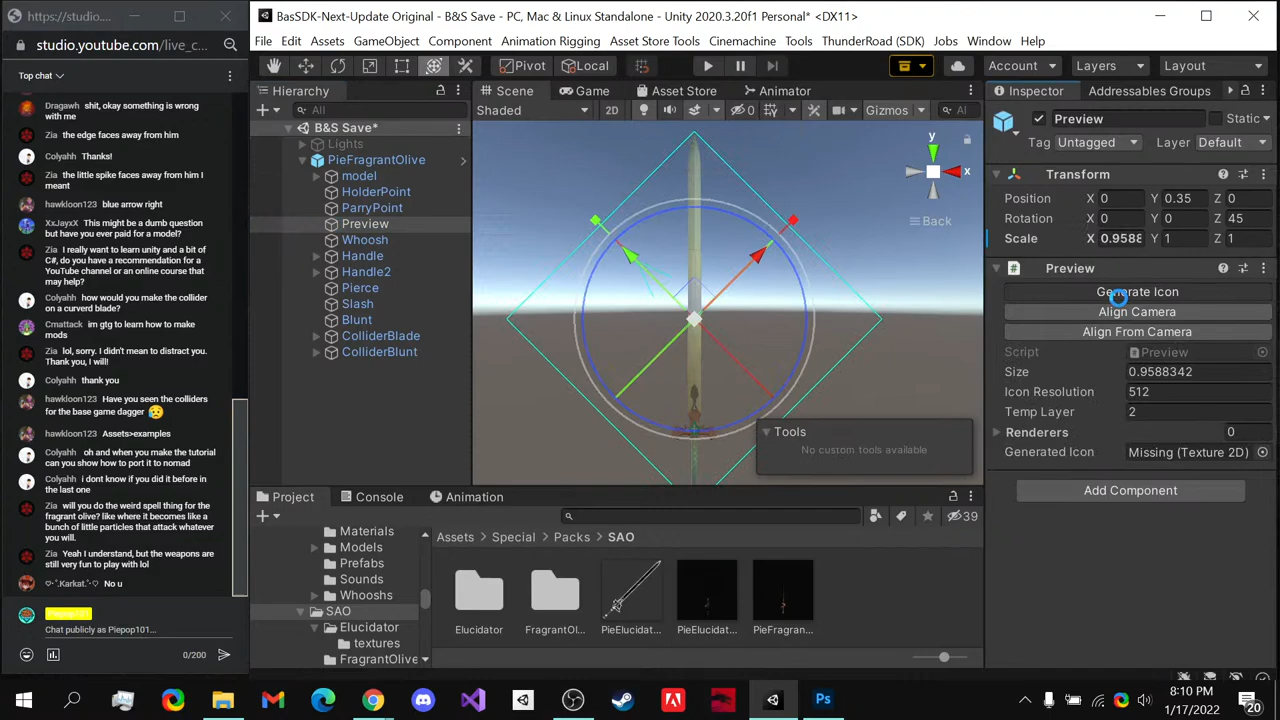 https://studio.yo...
studio.youtube.com/live_c...
Top chat
Dragawh shit, okay something is wrong
with me
Zia the edge faces away from him
Colyahh Thanks!
Zia the little spike faces away from him I
meant
hawkloon123 blue arrow right
XxJayxX This might be a dumb question
but have you ever paid for a model?
Zia I really want to learn unity and a bit of
C#, do you have a recommendation for a
YouTube channel or an online course
that may help?
Colyahh how would you make the collider
on a curverd blade?
Cmattack im gtg to learn how to make
mods
Zia lol, sorry. I didn't mean to distract you.
Thank you, I will!
Colyahh thank you
hawkloon123 Have you seen the colliders
for the base game dagger 😥
hawkloon123 Assets>examples
Colyahh oh and when you make the tutorial
can you show how to port it to nomad
Colyahh i dont know if you did it before in
the last one
Zia will you do the weird spell thing for the
fragrant olive? like where it becomes like a
bunch of little particles that attack whatever
you will.
Zia Yeah I understand, but the weapons are
still very fun to play with lol
♡·˚.Karkat.˚·♡ No u
Chat publicly as Piepop101...
0/200
BasSDK-Next-Update Original - B&S Save - PC, Mac & Linux Standalone - Unity 2020.3.20f1 Personal* <DX11>
File Edit Assets GameObject Component Animation Rigging Asset Store Tools Cinemachine Tools ThunderRoad (SDK) Jobs Window Help
Pivot Local Account Layers Layout
Hierarchy
All
B&S Save*
Lights
PieFragrantOlive
model
HolderPoint
ParryPoint
Preview
Whoosh
Handle
Handle2
Pierce
Slash
Blunt
ColliderBlade
ColliderBlunt
Scene Game Asset Store Animator
Shaded 2D 0 Gizmos Al
y
x
Back
Tools
No custom tools available
Inspector Addressables Groups
Preview Static
Tag Untagged Layer Default
Transform
Position X 0 Y 0.35 Z 0
Rotation X 0 Y 0 Z 45
Scale X 0.9588 Y 1 Z 1
Preview
Generate Icon
Align Camera
Align From Camera
Script Preview
Size 0.9588342
Icon Resolution 512
Temp Layer 2
Renderers 0
Generated Icon Missing (Texture 2D)
Add Component
Project Console Animation
39
Materials
Models
Prefabs
Sounds
Whooshs
SAO
Elucidator
textures
FragrantOlive
Assets > Special > Packs > SAO
Elucidator FragrantOl... PieElucidat... PieElucidat... PieFragran...
Ps
8:10 PM
1/17/2022
20